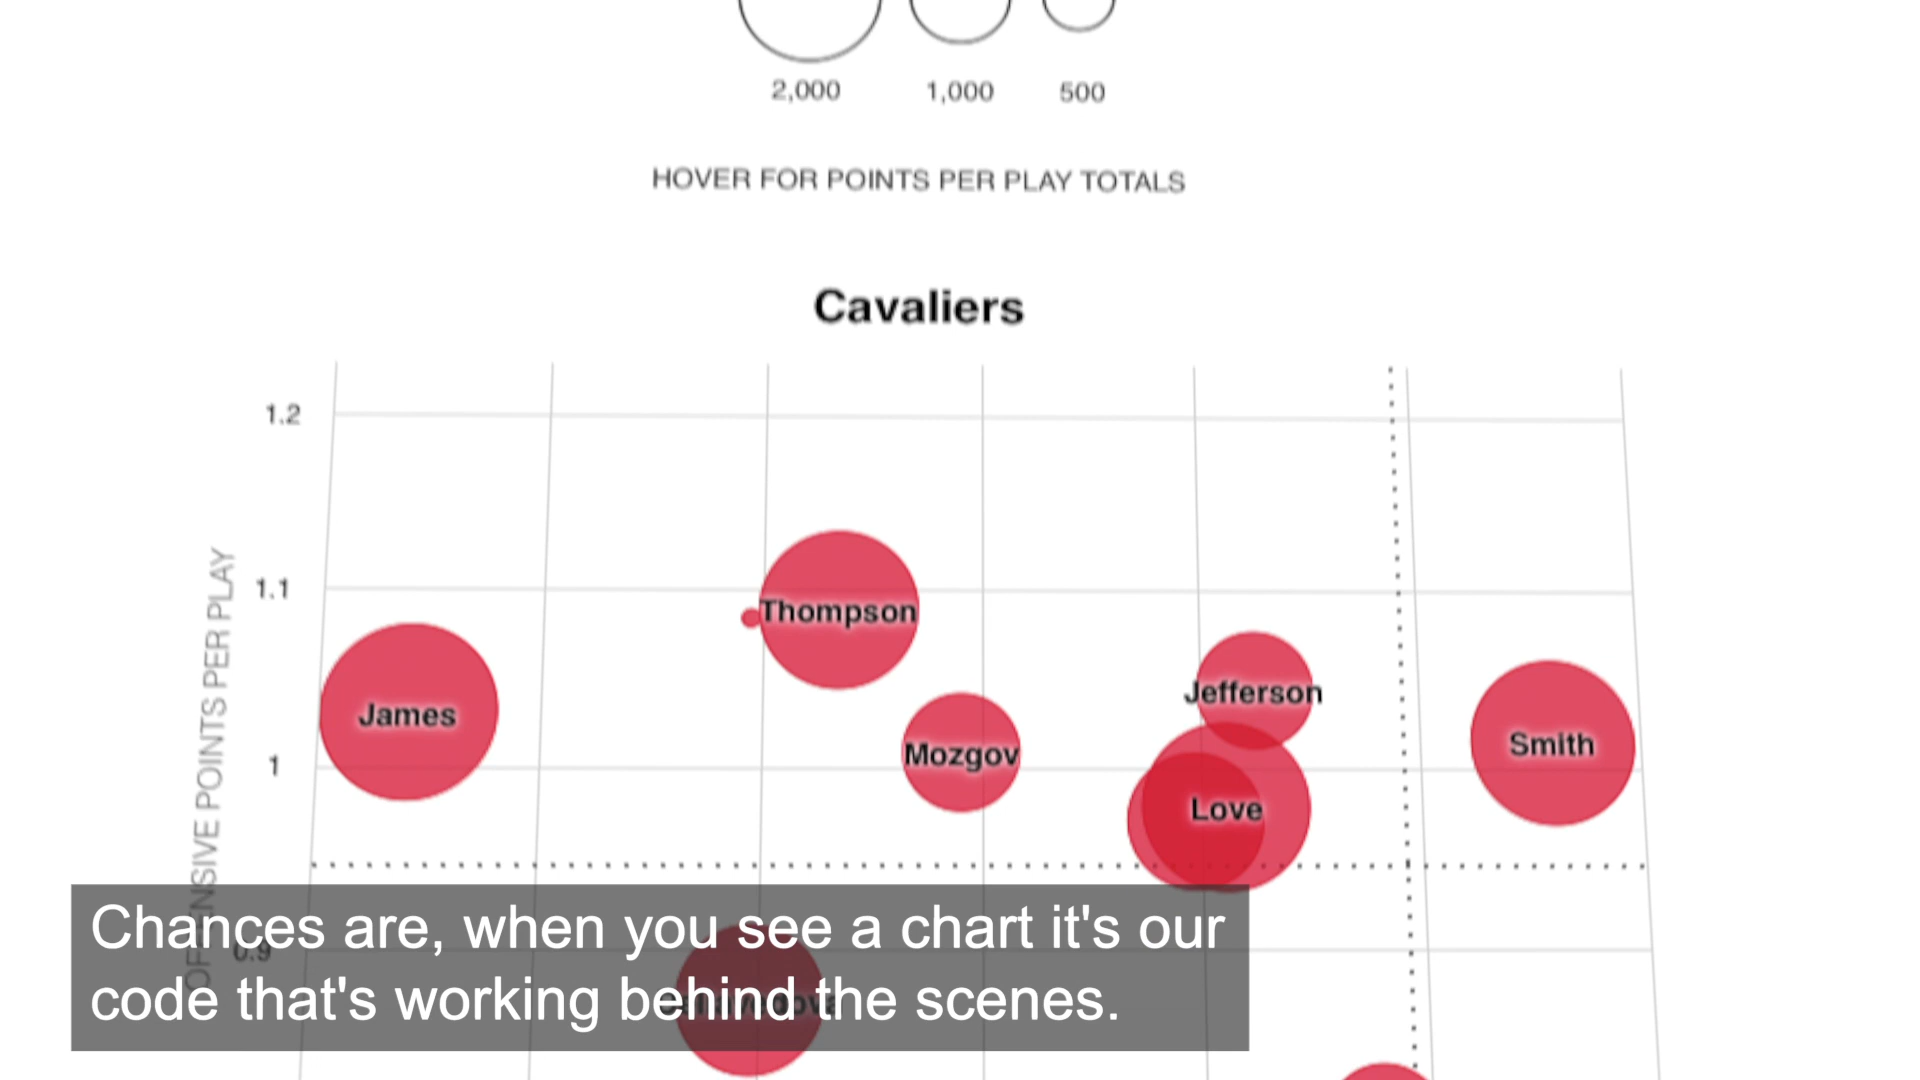 2,000 1,000 500
HOVER FOR POINTS PER PLAY TOTALS
Cavaliers
1.2
1.1
Thompson
Jefferson
James
Smith
Mozgov
1
Love
OFFENSIVE POINTS PER PLAY
0.9
Chances are, when you see a chart it's our
code that's working behind the scenes.